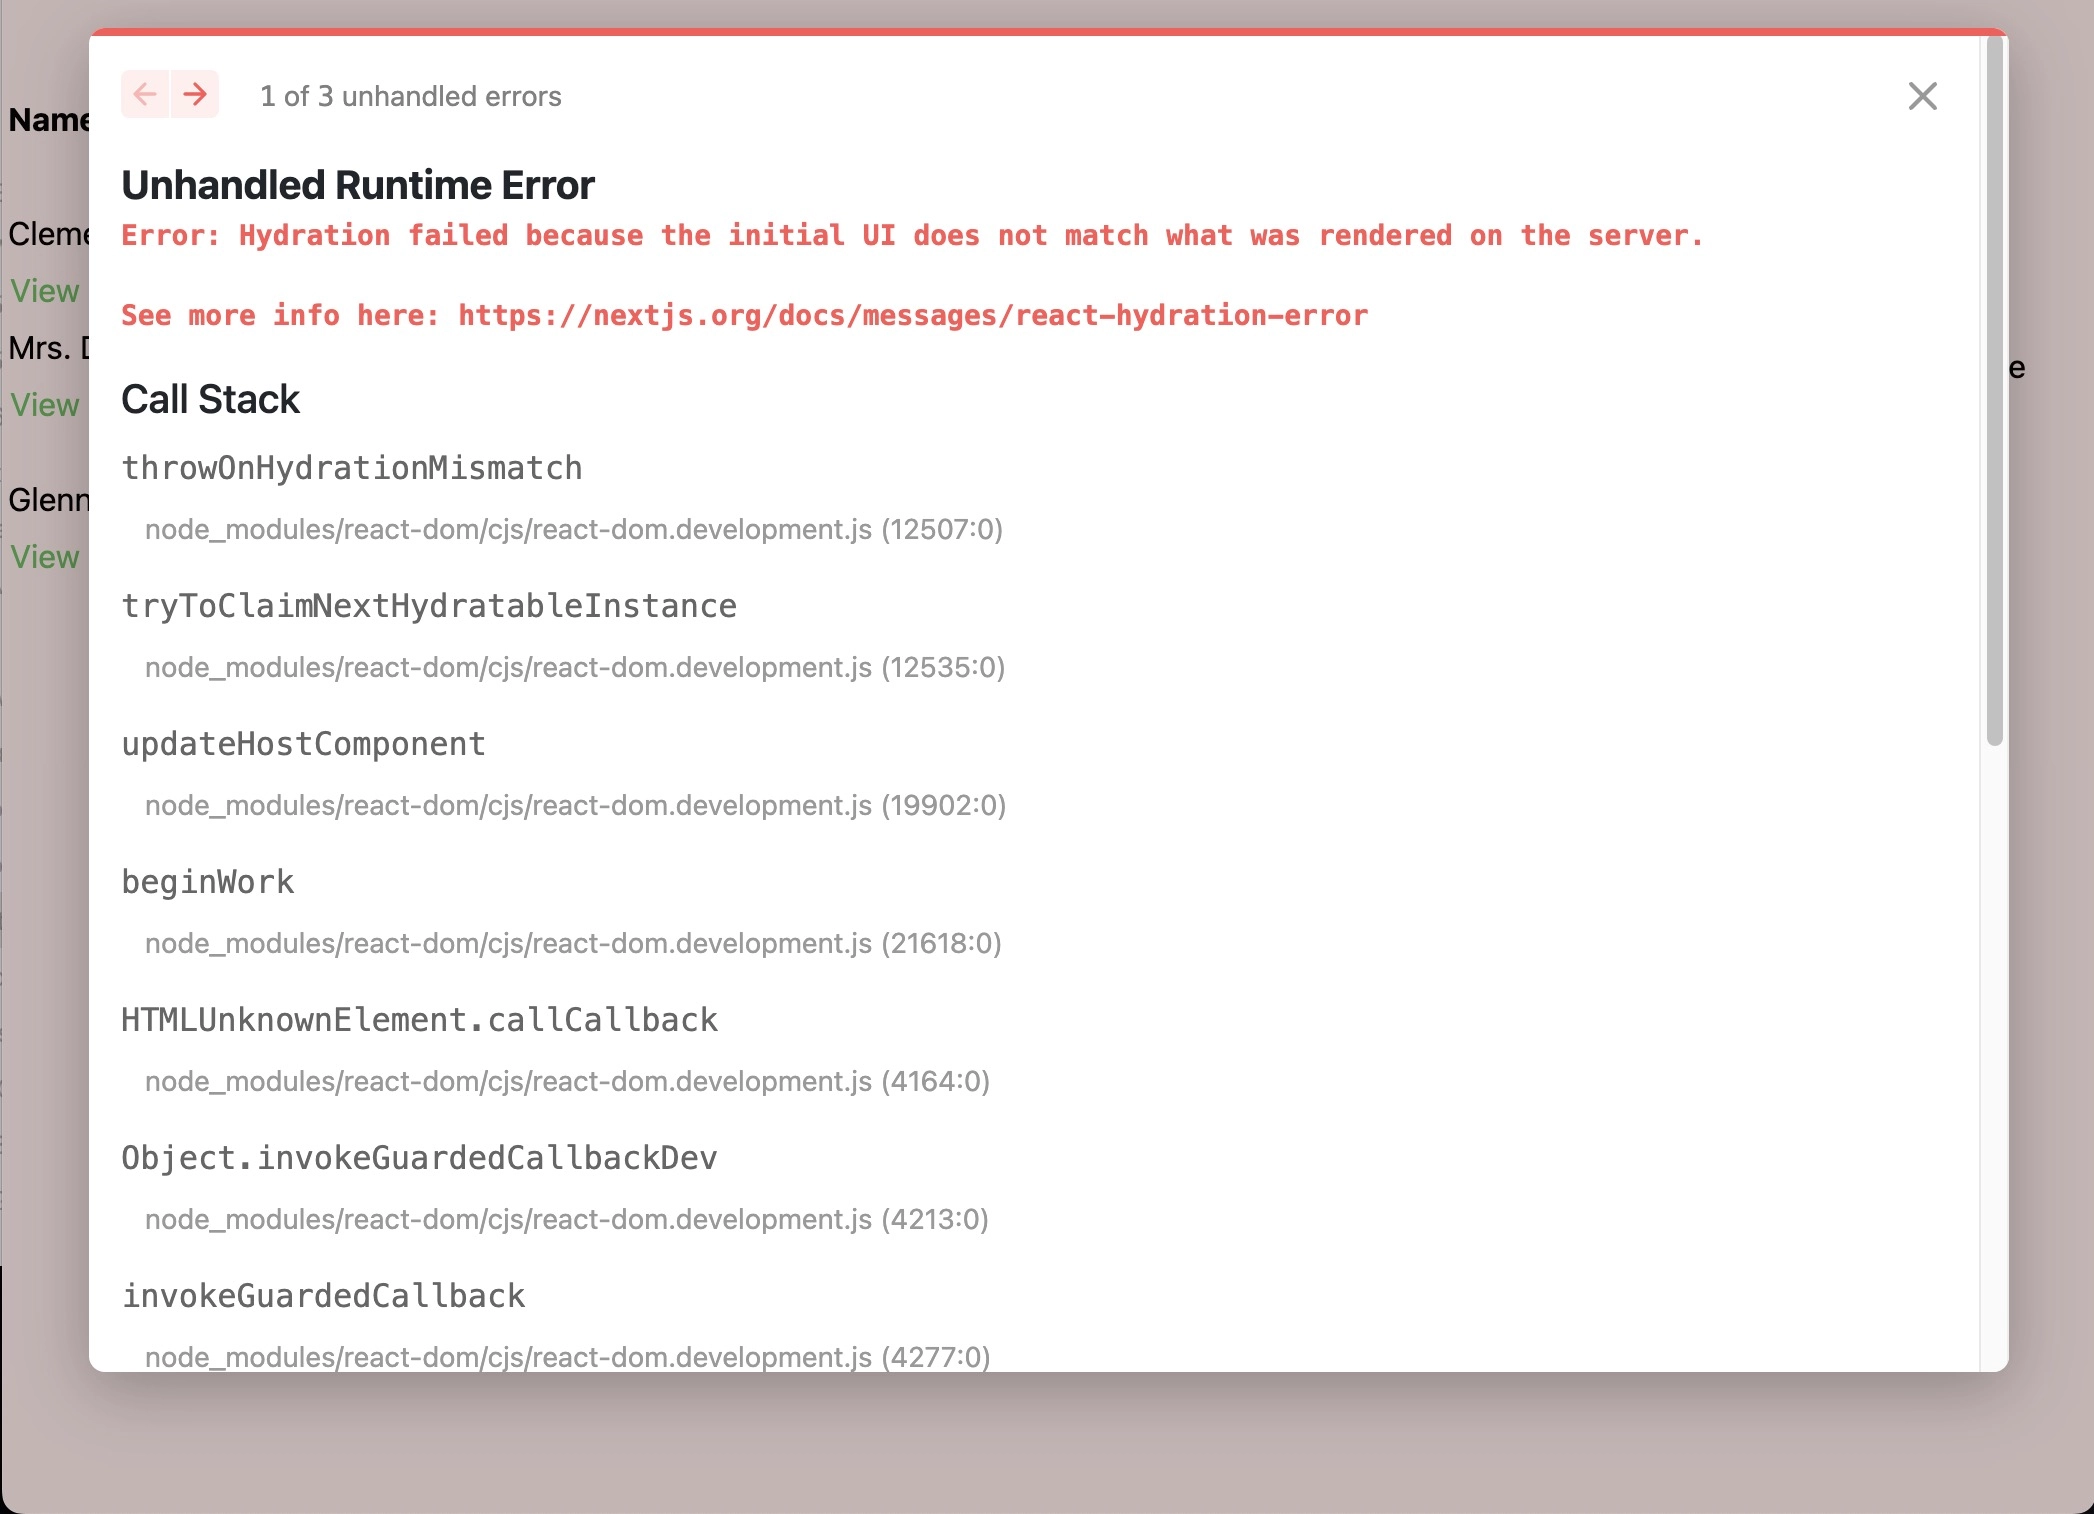 1 of 3 unhandled errors
Unhandled Runtime Error
Error: Hydration failed because the initial UI does not match what was rendered on the server.
See more info here: https://nextjs.org/docs/messages/react-hydration-error
Call Stack
throwOnHydrationMismatch
node_modules/react-dom/cjs/react-dom.development.js (12507:0)
tryToClaimNextHydratableInstance
node_modules/react-dom/cjs/react-dom.development.js (12535:0)
updateHostComponent
node_modules/react-dom/cjs/react-dom.development.js (19902:0)
beginWork
node_modules/react-dom/cjs/react-dom.development.js (21618:0)
HTMLUnknownElement.callCallback
node_modules/react-dom/cjs/react-dom.development.js (4164:0)
Object.invokeGuardedCallbackDev
node_modules/react-dom/cjs/react-dom.development.js (4213:0)
invokeGuardedCallback
node_modules/react-dom/cjs/react-dom.development.js (4277:0)
Name
View
Mrs.
View
Glenn
View